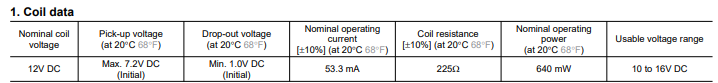 1. Coil data
Nominal coil
voltage
Pick-up voltage
(at 20°C 68°F)
Drop-out voltage
(at 20°C 68°F)
Nominal operating
current
[±10%] (at 20°C 68°F)
Coil resistance
[±10%] (at 20°C 68°F)
Nominal operating
power
(at 20°C 68°F)
Usable voltage range
12V DC
Max. 7.2V DC
(Initial)
Min. 1.0V DC
(Initial)
53.3 mA
225Ω
640 mW
10 to 16V DC